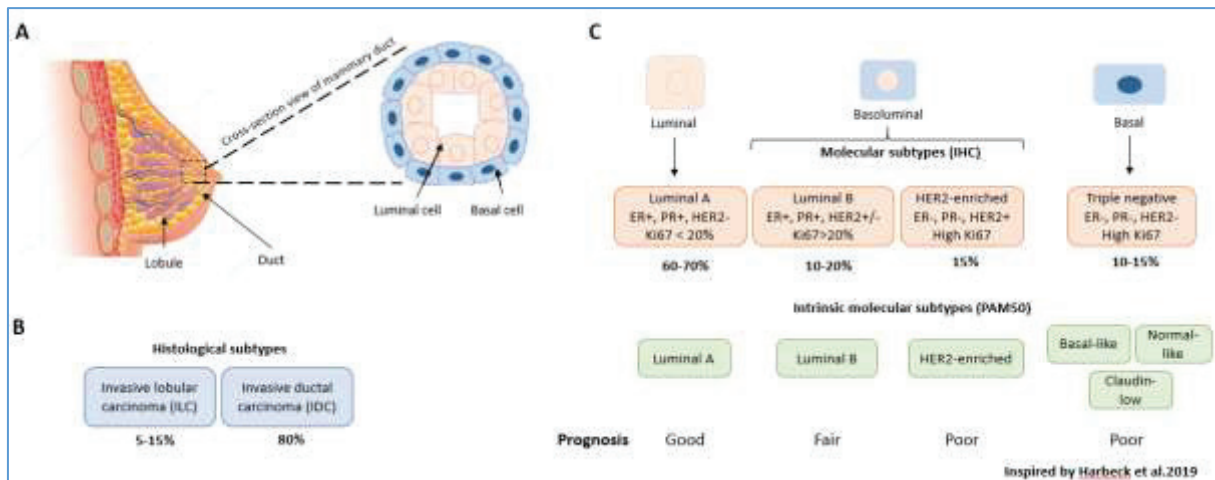 A
Cross-section view of mammary duct
Luminal cell
Basal cell
Lobule
Duct
B
Histological subtypes
Invasive lobular
carcinoma (ILC)
Invasive ductal
carcinoma (IDC)
5-15%
80%
C
Luminal
Basoluminal
Basal
Molecular subtypes (IHC)
Luminal A
ER+, PR+, HER2-
Ki67 < 20%
Luminal B
ER+, PR+, HER2+/-
Ki67>20%
HER2-enriched
ER-, PR-, HER2+
High Ki67
Triple negative
ER-, PR-, HER2-
High Ki67
60-70%
10-20%
15%
10-15%
Intrinsic molecular subtypes (PAM50)
Luminal A
Luminal B
HER2-enriched
Basal-like
Normal-
like
Claudin-
low
Prognosis
Good
Fair
Poor
Poor
Inspired by Harbeck et al.2019